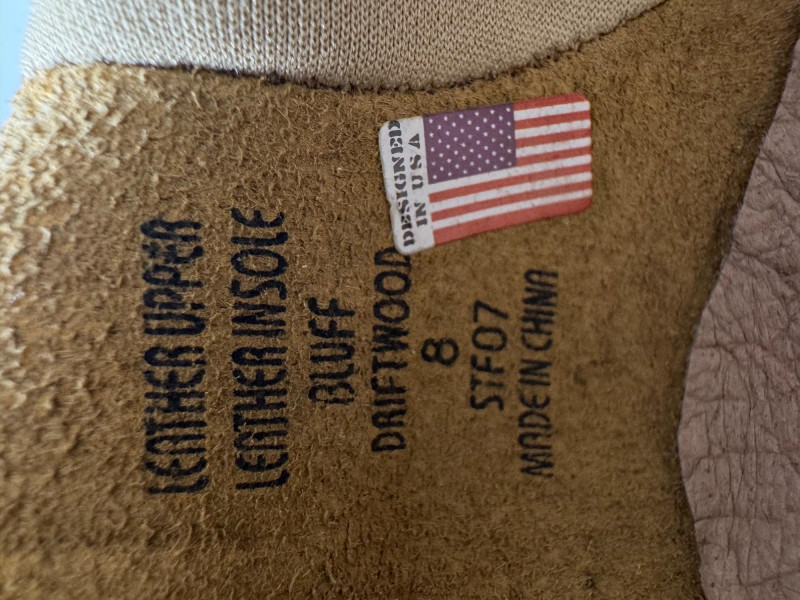 LEATHER UPPER
LEATHER INSOLE
BLUFF
DRIFTWOOD
8
STF07
MADE IN CHINA
DESIGNED
IN USA